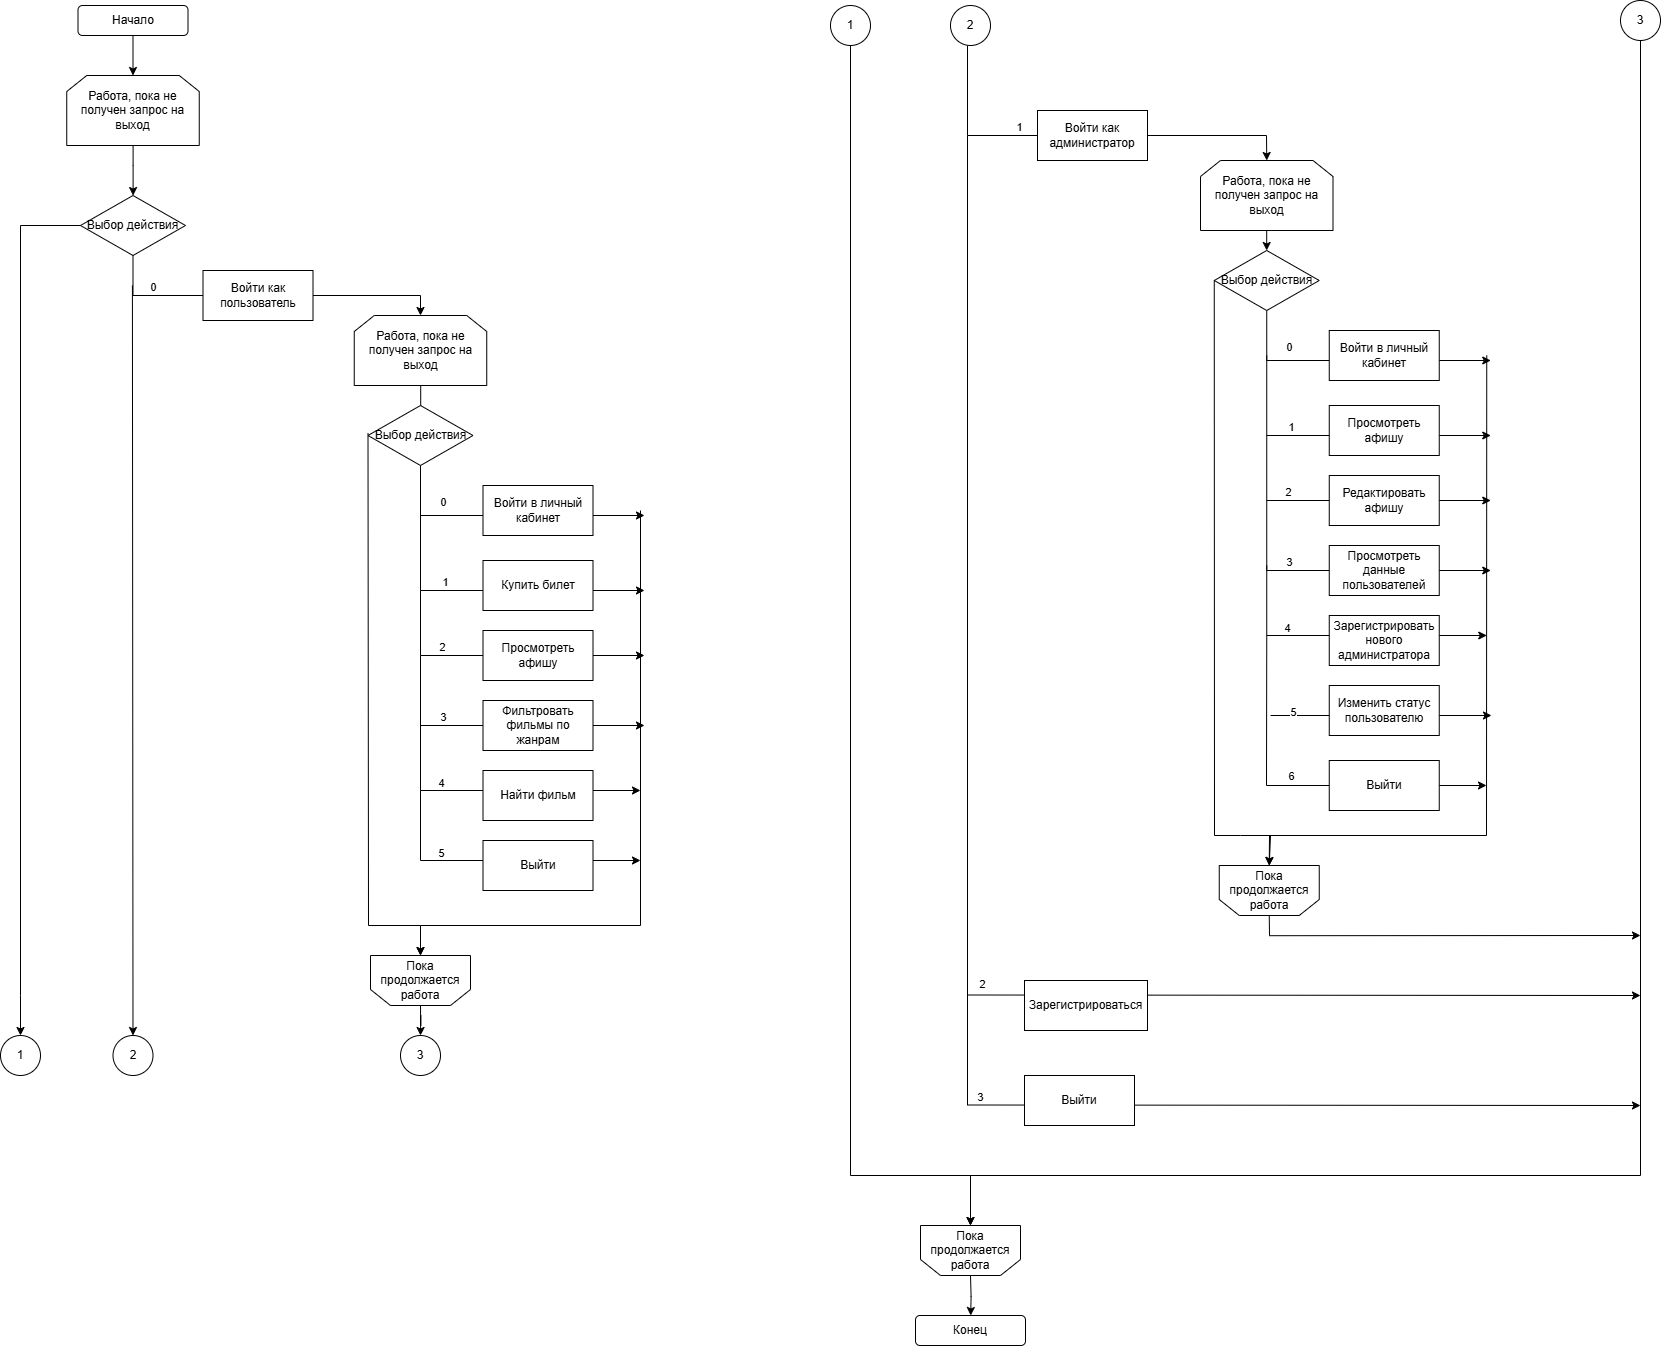 Начало
Работа, пока не
получен запрос на
выход
Выбор действия
0
Войти как
пользователь
Работа, пока не
получен запрос на
выход
Выбор действия
0
Войти в личный
кабинет
1
Купить билет
2
Просмотреть
афишу
3
Фильтровать
фильмы по
жанрам
4
Найти фильм
5
Выйти
Пока
продолжается
работа
1
2
3
1
2
3
1
Войти как
администратор
Работа, пока не
получен запрос на
выход
Выбор действия
0
Войти в личный
кабинет
1
Просмотреть
афишу
2
Редактировать
афишу
3
Просмотреть
данные
пользователей
4
Зарегистрировать
нового
администратора
5
Изменить статус
пользователю
6
Выйти
Пока
продолжается
работа
2
Зарегистрироваться
3
Выйти
Пока
продолжается
работа
Конец